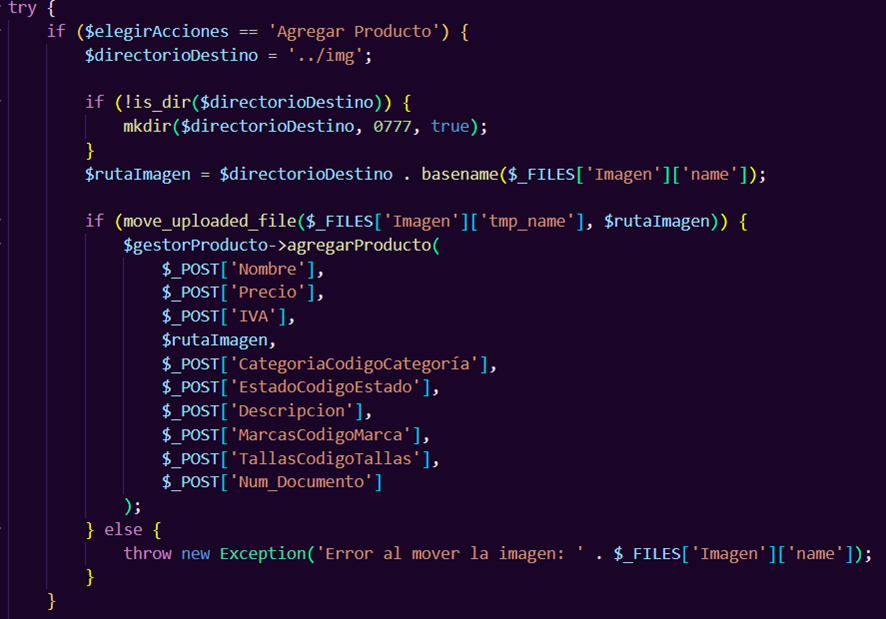 try {
if ($elegirAcciones == 'Agregar Producto') {
$directorioDestino = '../img';
if (!is_dir($directorioDestino)) {
mkdir($directorioDestino, 0777, true);
}
$rutaImagen = $directorioDestino . basename($_FILES['Imagen']['name']);
if (move_uploaded_file($_FILES['Imagen']['tmp_name'], $rutaImagen)) {
$gestorProducto->agregarProducto(
$_POST['Nombre'],
$_POST['Precio'],
$_POST['IVA'],
$rutaImagen,
$_POST['CategoriaCodigoCategoría'],
$_POST['EstadoCodigoEstado'],
$_POST['Descripcion'],
$_POST['MarcasCodigoMarca'],
$_POST['TallasCodigoTallas'],
$_POST['Num_Documento']
);
} else {
throw new Exception('Error al mover la imagen: ' . $_FILES['Imagen']['name']);
}
}